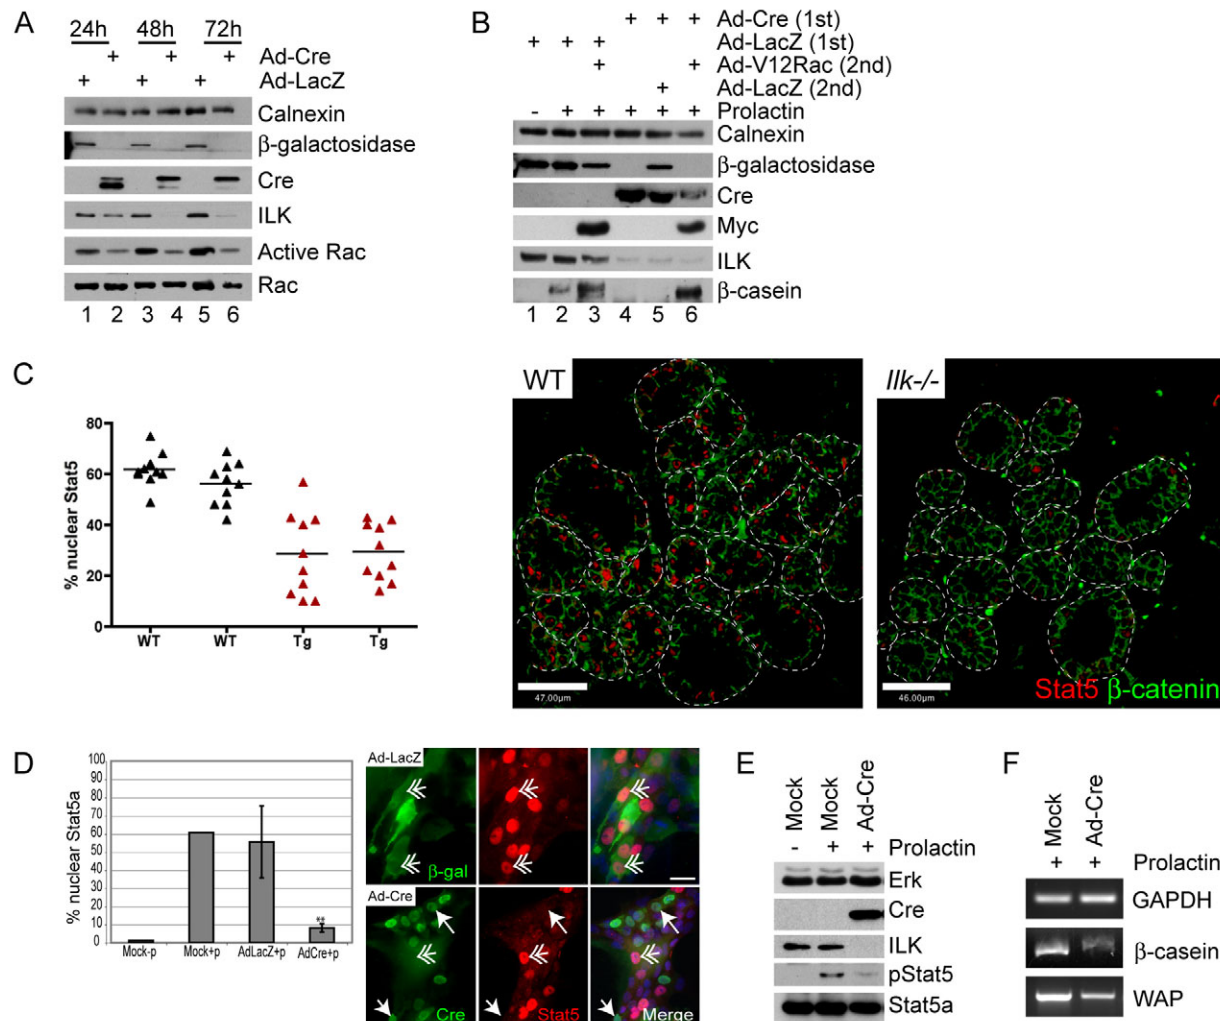 A
24h 48h 72h
+ + + Ad-Cre
+ + + Ad-LacZ
Calnexin
β-galactosidase
Cre
ILK
Active Rac
Rac
1 2 3 4 5 6
B
+ + + Ad-Cre (1st)
+ + + Ad-LacZ (1st)
+ + Ad-V12Rac (2nd)
+ Ad-LacZ (2nd)
- + + + + + Prolactin
Calnexin
β-galactosidase
Cre
Myc
ILK
β-casein
1 2 3 4 5 6
C
% nuclear Stat5
80
60
40
20
0
WT WT Tg Tg
WT
47.00µm
Ilk-/-
46.00µm
Stat5 β-catenin
D
% nuclear Stat5a
100
90
80
70
60
50
40
30
20
10
0
**
Mock-p Mock+p AdLacZ+p AdCre+p
Ad-LacZ
β-gal
Ad-Cre
Cre Stat5 Merge
E
Mock Mock Ad-Cre
- + + Prolactin
Erk
Cre
ILK
pStat5
Stat5a
F
Mock Ad-Cre
+ + Prolactin
GAPDH
β-casein
WAP